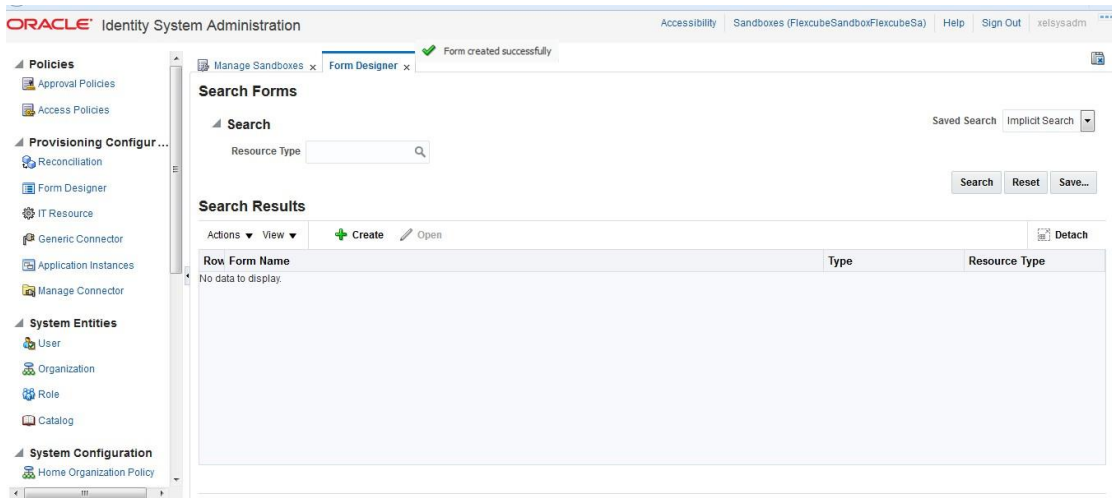 ORACLE Identity System Administration
Accessibility Sandboxes (FlexcubeSandboxFlexcubeSa) Help Sign Out xelsysadm
Form created successfully
Manage Sandboxes x Form Designer x
Policies
Approval Policies
Access Policies
Provisioning Configur...
Reconciliation
Form Designer
IT Resource
Generic Connector
Application Instances
Manage Connector
System Entities
User
Organization
Role
Catalog
System Configuration
Home Organization Policy
Search Forms
Search
Saved Search Implicit Search
Resource Type
Search Reset Save...
Search Results
Actions View Create Open Detach
Row Form Name Type Resource Type
No data to display.